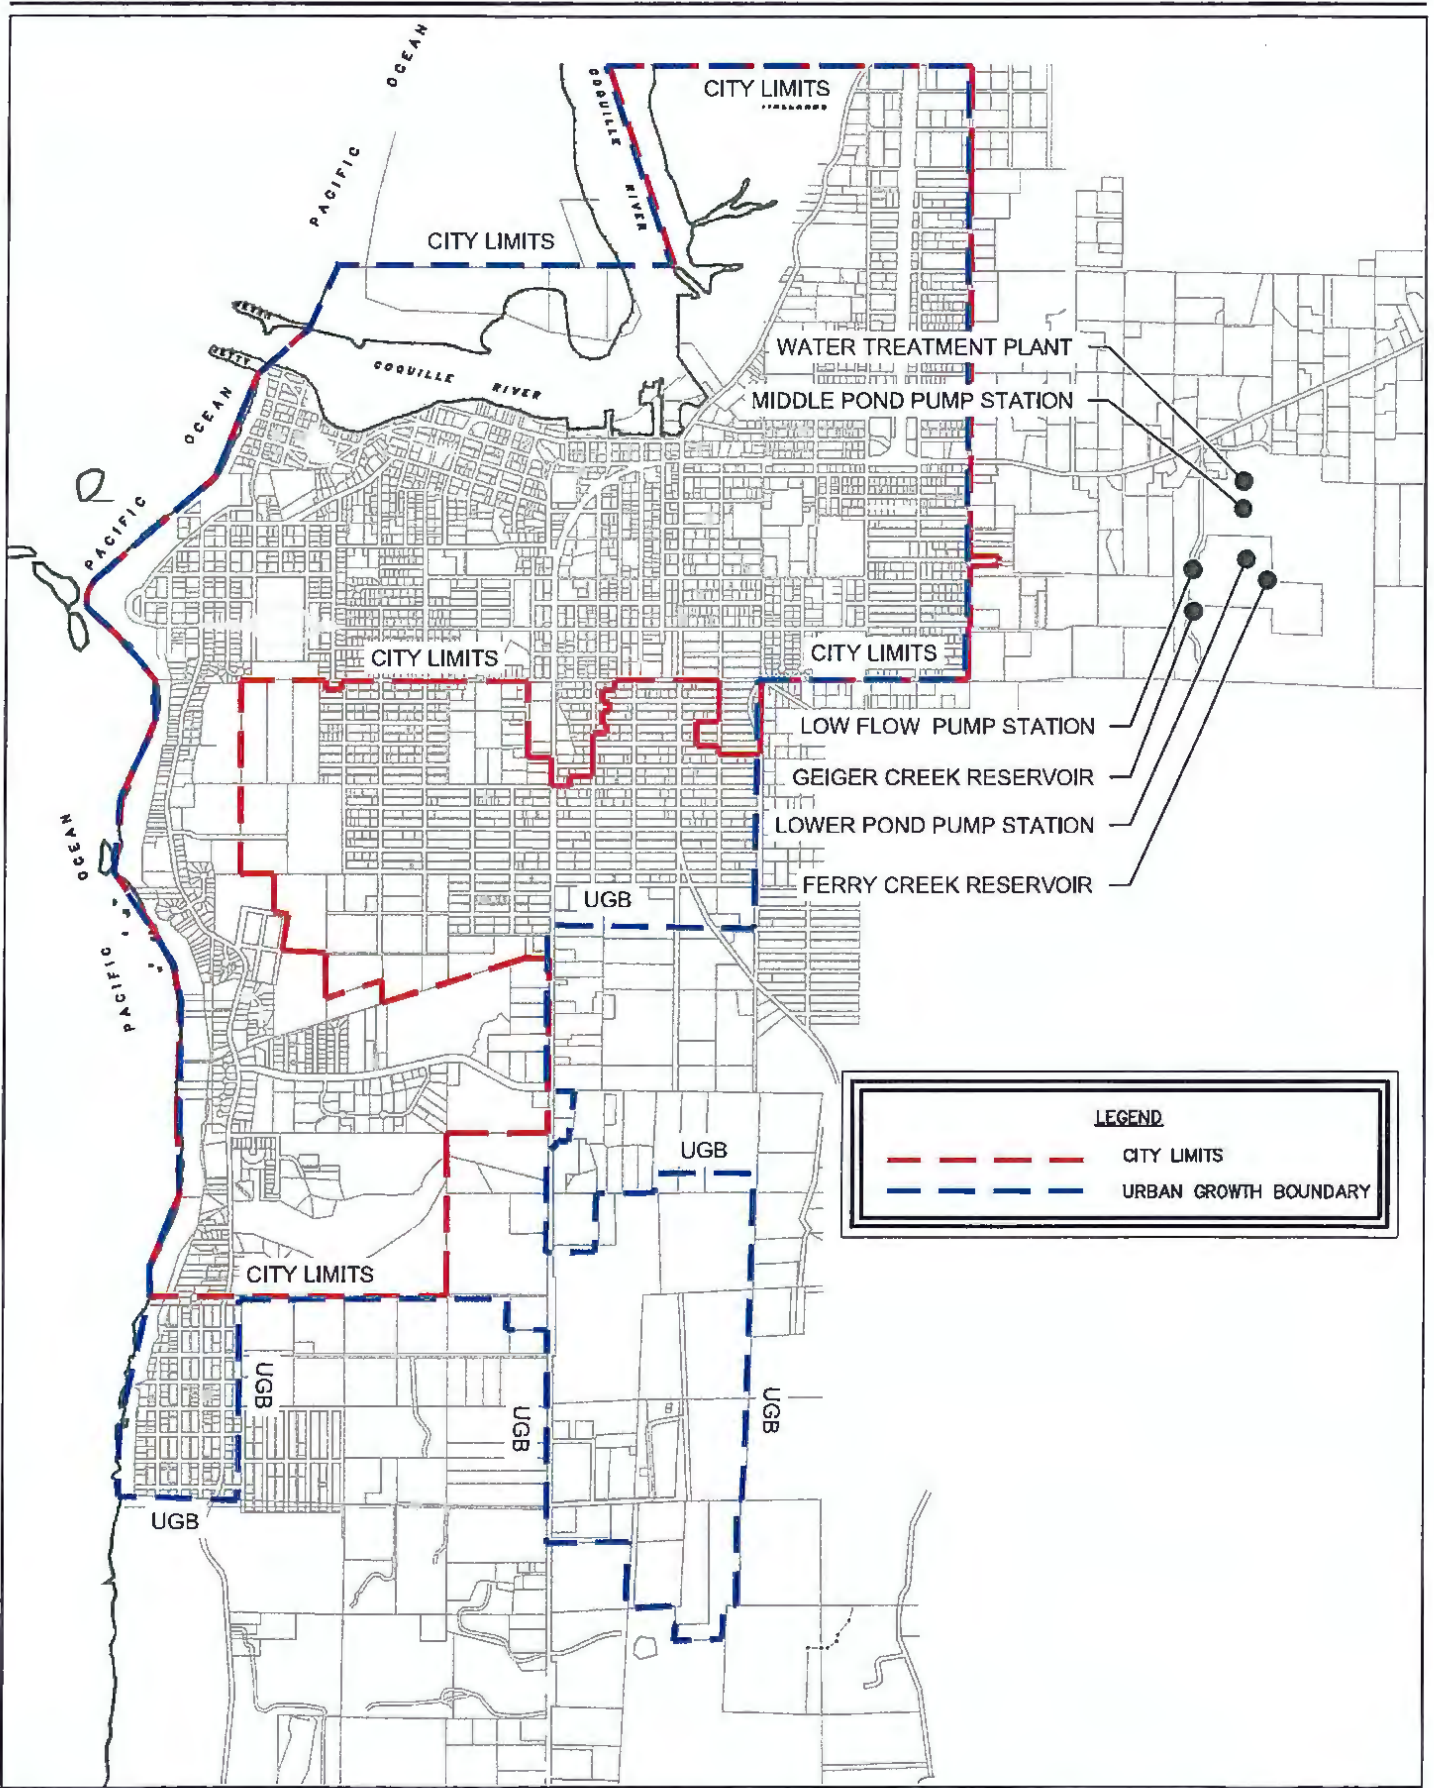 OCEAN
PACIFIC
COQUILLE
RIVER
CITY LIMITS
CITY LIMITS
JETTY
JETTY
COQUILLE RIVER
WATER TREATMENT PLANT
MIDDLE POND PUMP STATION
OCEAN
PACIFIC
CITY LIMITS
CITY LIMITS
LOW FLOW PUMP STATION
GEIGER CREEK RESERVOIR
LOWER POND PUMP STATION
FERRY CREEK RESERVOIR
OCEAN
PACIFIC
UGB
LEGEND
CITY LIMITS
URBAN GROWTH BOUNDARY
UGB
CITY LIMITS
UGB
UGB
UGB
UGB